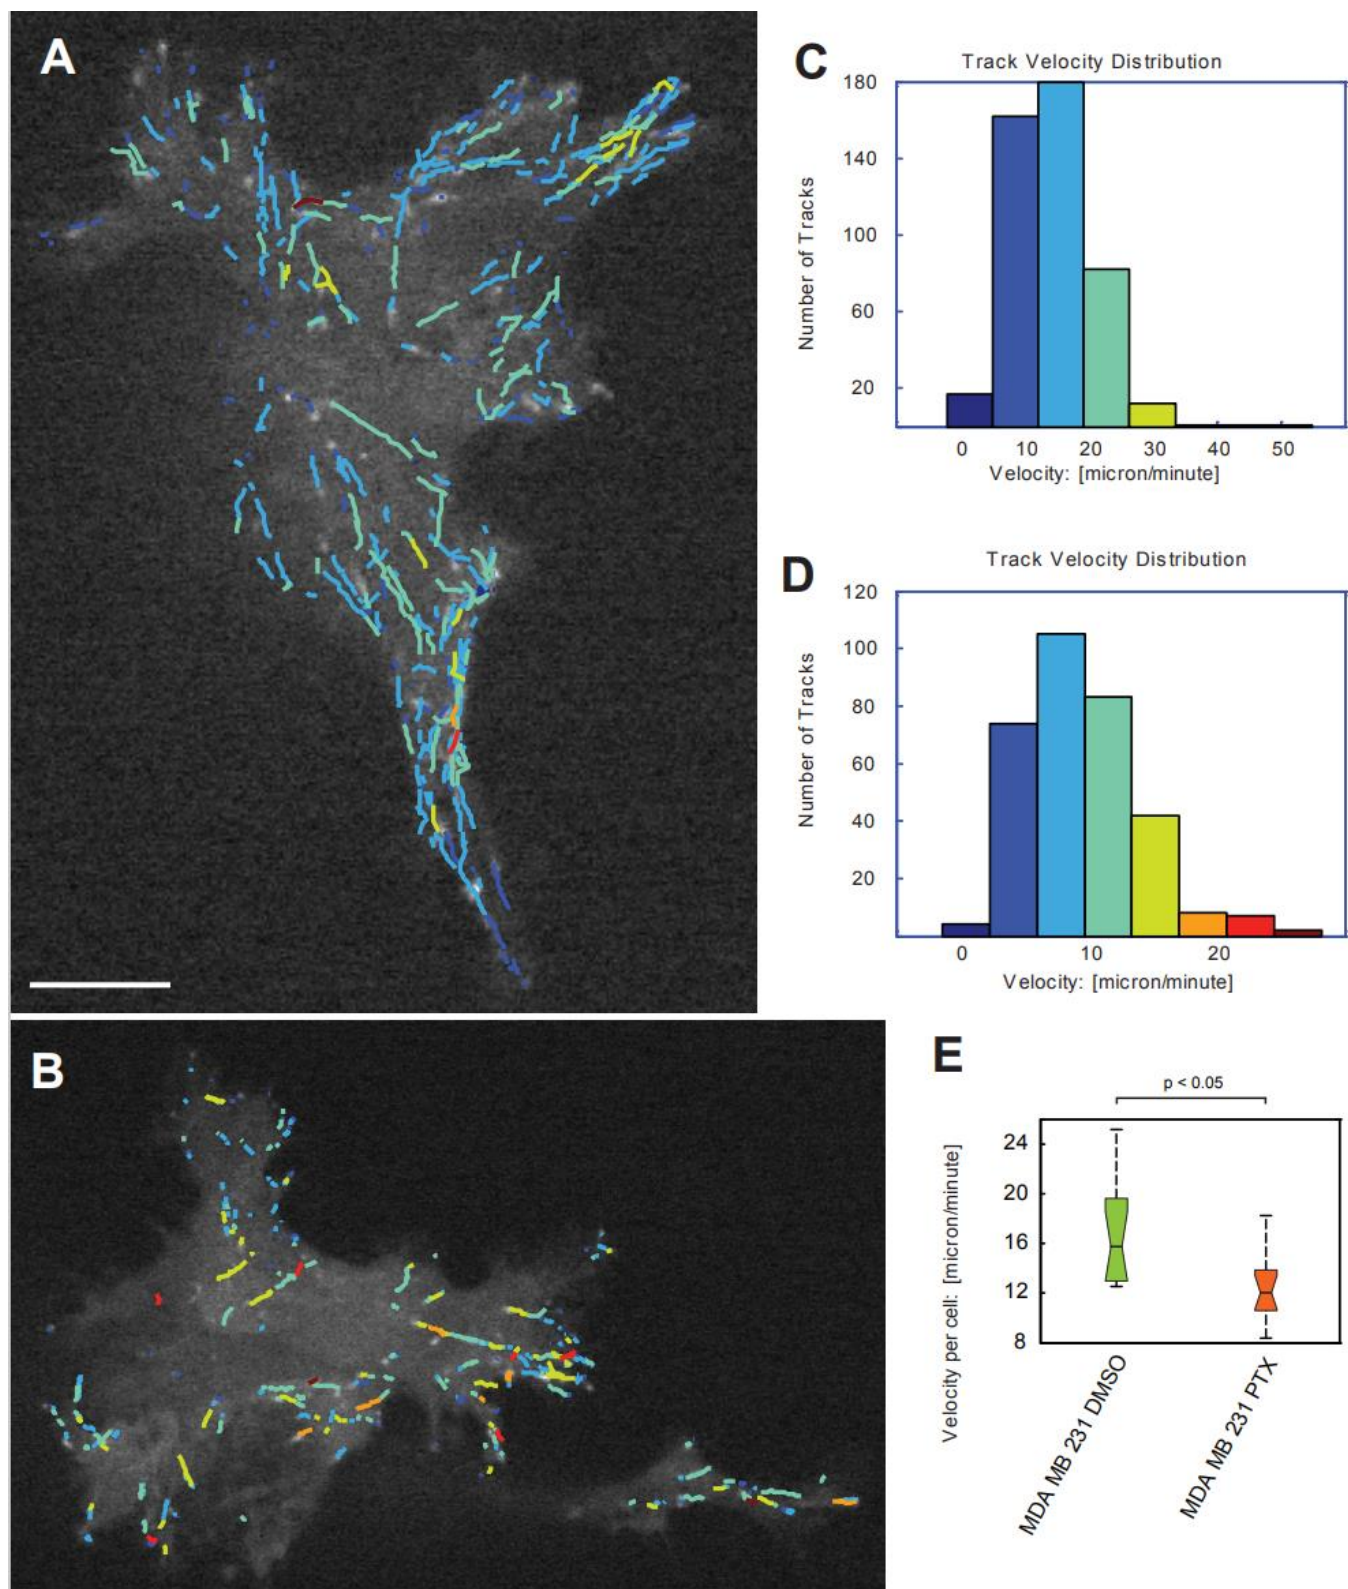 A
C
Track Velocity Distribution
180
140
100
60
20
Number of Tracks
0 10 20 30 40 50
Velocity: [micron/minute]
D
Track Velocity Distribution
120
100
80
60
40
20
Number of Tracks
0 10 20
Velocity: [micron/minute]
B
E
p < 0.05
24
20
16
12
8
Velocity per cell: [micron/minute]
MDA MB 231 DMSO
MDA MB 231 PTX